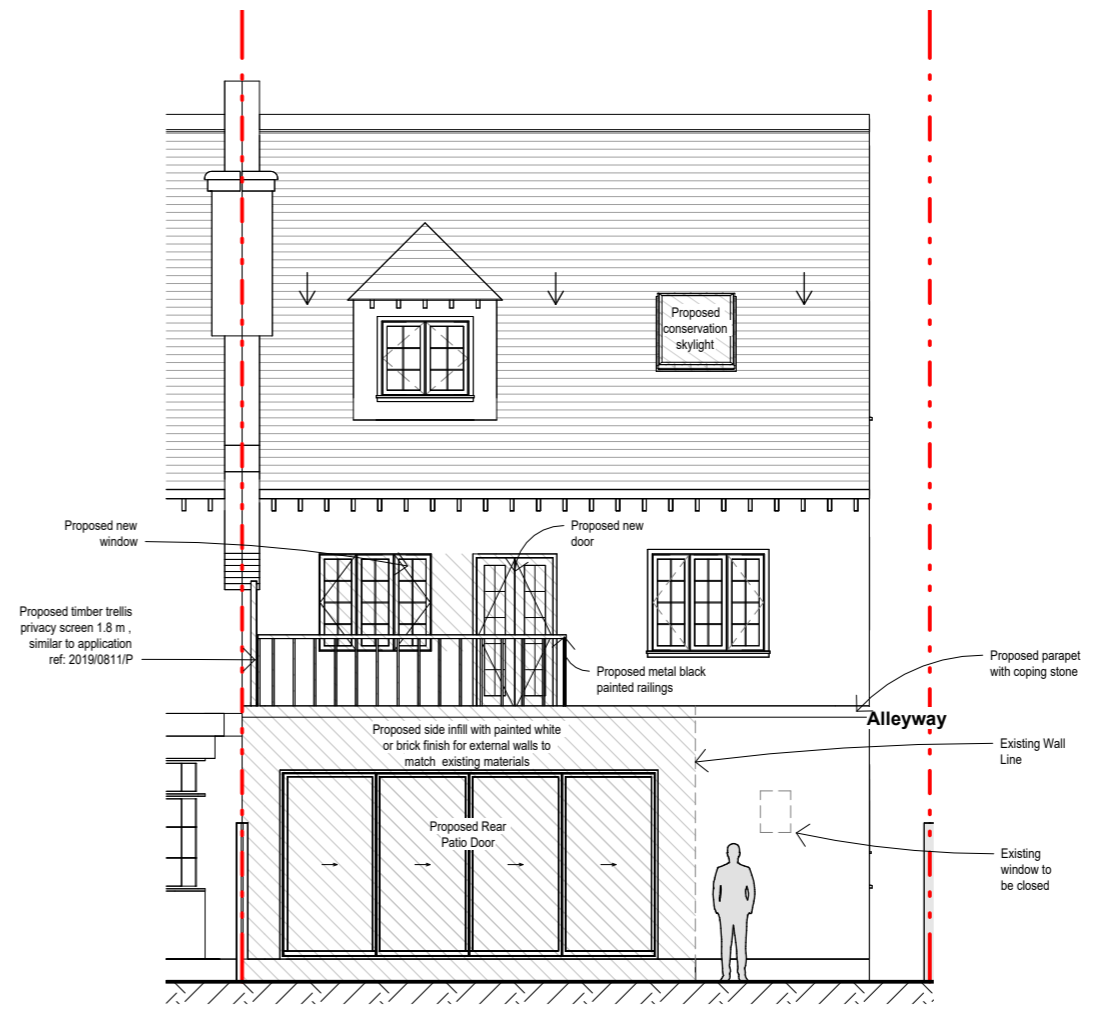 Proposed
conservation
skylight
Proposed new
window
Proposed new
door
Proposed timber trellis
privacy screen 1.8 m ,
similar to application
ref: 2019/0811/P
Proposed metal black
painted railings
Proposed parapet
with coping stone
Alleyway
Proposed side infill with painted white
or brick finish for external walls to
match existing materials
Existing Wall
Line
Proposed Rear
Patio Door
Existing
window to
be closed